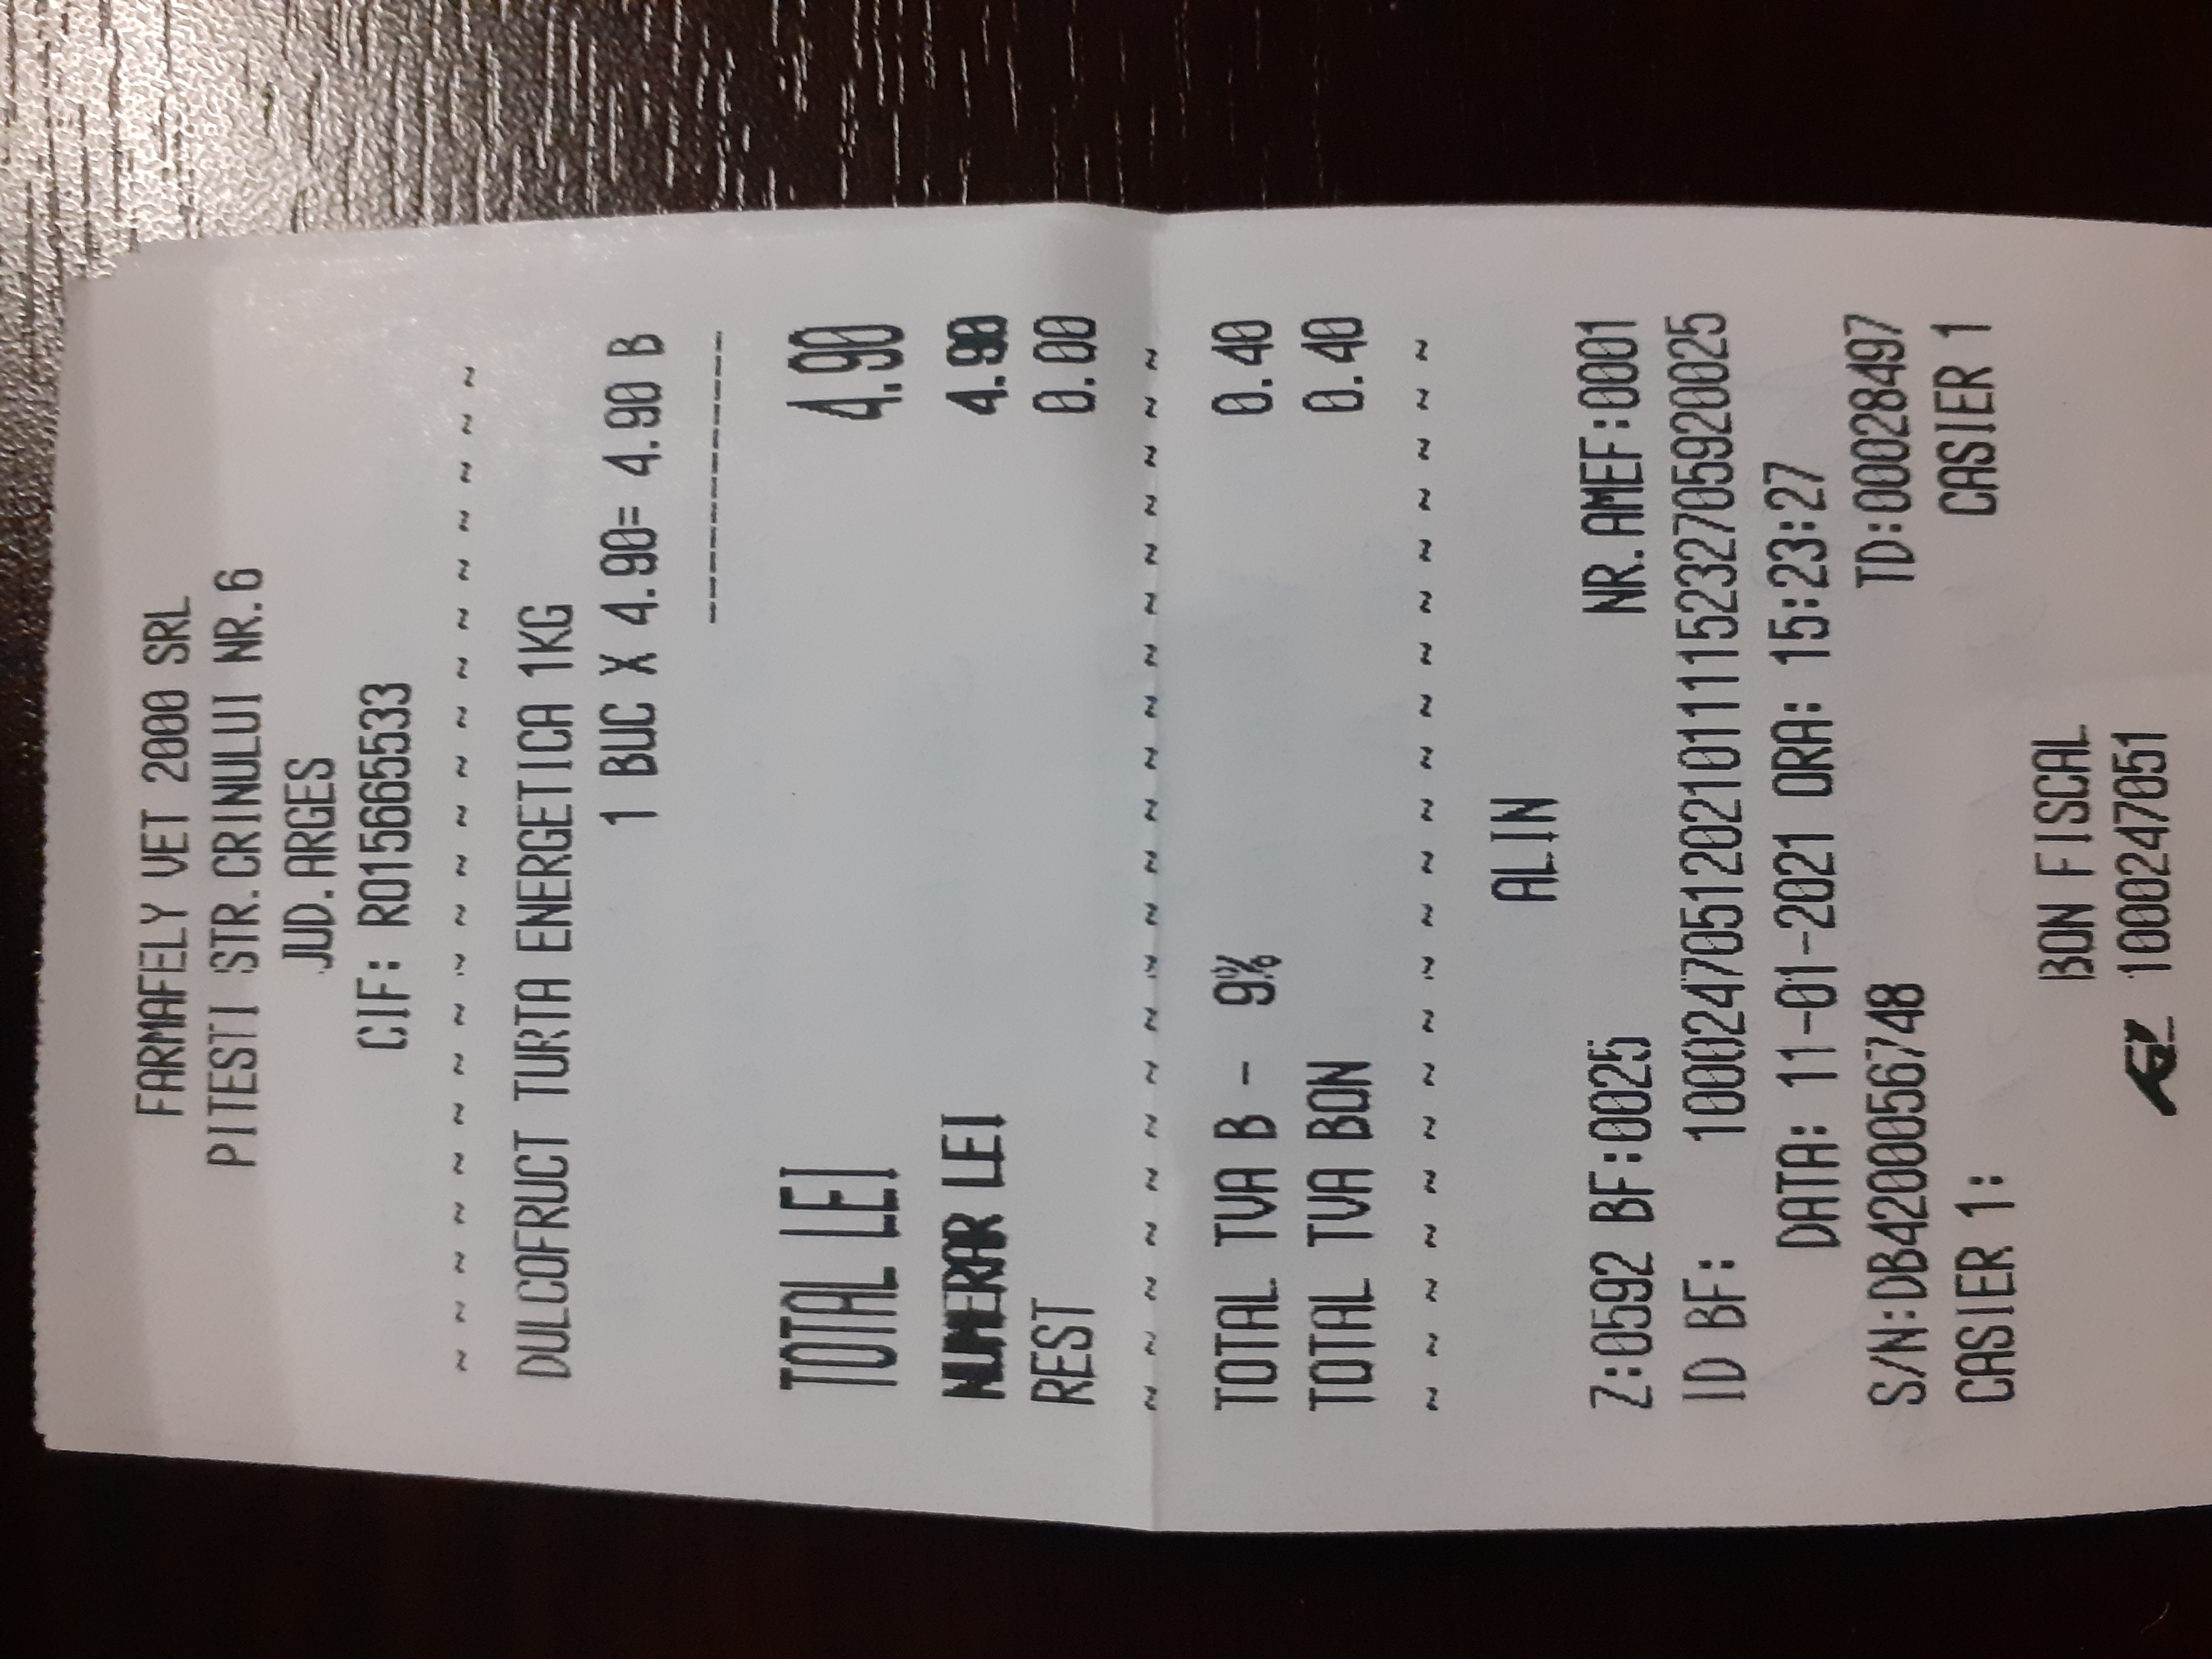 FARMAFELY VET 2000 SRL
PITESTI STR.CRINULUI NR.6
JUD.ARGES
CIF: RO15665533
~ ~ ~ ~ ~ ~ ~ ~ ~ ~ ~ ~ ~ ~ ~ ~ ~ ~ ~ ~ ~
DULCOFRUCT TURTA ENERGETICA 1KG
1 BUC X 4.90= 4.90 B
TOTAL LEI 4.90
NUMERAR LEI 4.90
REST 0.00
~ ~ ~ ~ ~ ~ ~ ~ ~ ~ ~ ~ ~ ~ ~ ~ ~ ~ ~ ~ ~
TOTAL TVA B - 9% 0.40
TOTAL TVA BON 0.40
~ ~ ~ ~ ~ ~ ~ ~ ~ ~ ~ ~ ~ ~ ~ ~ ~ ~ ~ ~ ~
ALIN
Z:0592 BF:0025 NR.AMEF:0001
ID BF: 10002470512021011115232705920025
DATA: 11-01-2021 ORA: 15:23:27
S/N:DB4200056748 TD:00028497
CASIER 1: CASIER 1
BON FISCAL
1000247051